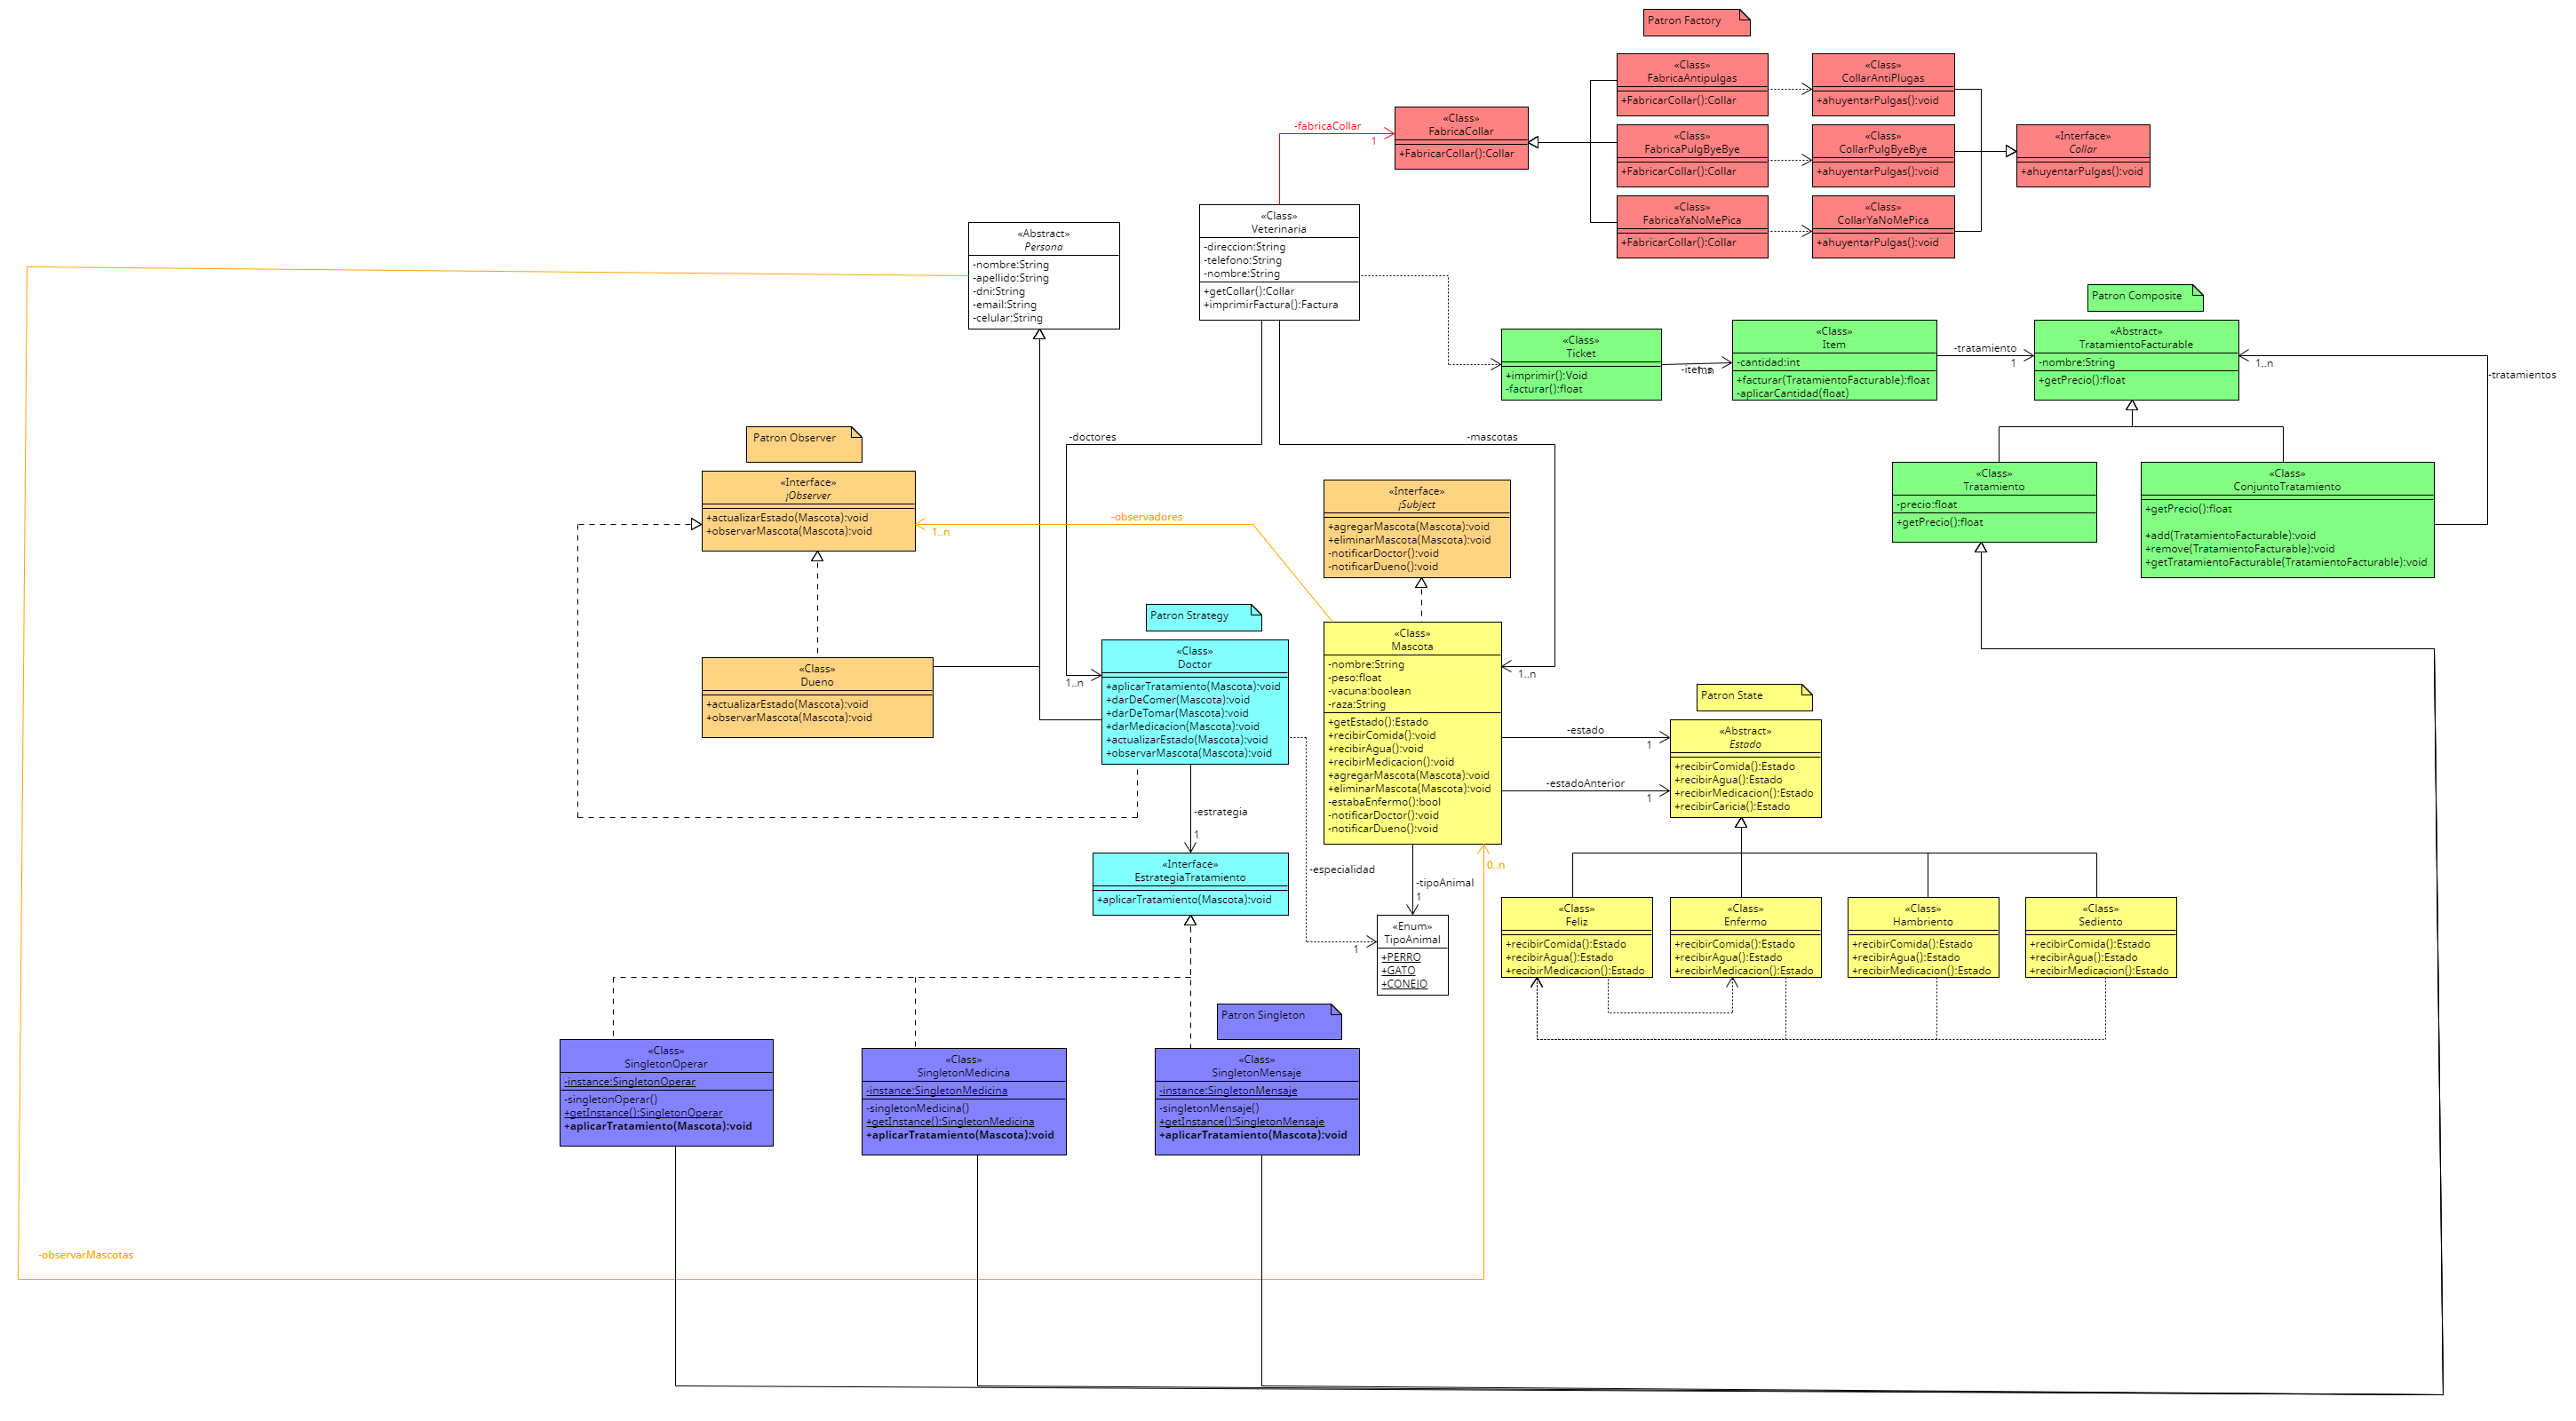 Patron Factory
«Class»
FabricaAntipulgas
+FabricarCollar():Collar
«Class»
CollarAntiPlugas
+ahuyentarPulgas():void
«Class»
FabricaCollar
+FabricarCollar():Collar
-fabricaCollar
1
«Class»
FabricaPulgByeBye
+FabricarCollar():Collar
«Class»
CollarPulgByeBye
+ahuyentarPulgas():void
«Interface»
Collar
+ahuyentarPulgas():void
«Class»
FabricaYaNoMePica
+FabricarCollar():Collar
«Class»
CollarYaNoMePica
+ahuyentarPulgas():void
«Abstract»
Persona
-nombre:String
-apellido:String
-dni:String
-email:String
-celular:String
«Class»
Veterinaria
-direccion:String
-telefono:String
-nombre:String
+getCollar():Collar
+imprimirFactura():Factura
Patron Composite
«Class»
Ticket
+imprimir():Void
-facturar():float
-items
1..n
«Class»
Item
-cantidad:int
+facturar(TratamientoFacturable):float
-aplicarCantidad(float)
-tratamiento
1
«Abstract»
TratamientoFacturable
-nombre:String
+getPrecio():float
1..n
-tratamientos
«Class»
Tratamiento
-precio:float
+getPrecio():float
«Class»
ConjuntoTratamiento
+getPrecio():float
+add(TratamientoFacturable):void
+remove(TratamientoFacturable):void
+getTratamientoFacturable(TratamientoFacturable):void
-doctores
-mascotas
Patron Observer
«Interface»
¡Observer
+actualizarEstado(Mascota):void
+observarMascota(Mascota):void
-observadores
1..n
«Interface»
¡Subject
+agregarMascota(Mascota):void
+eliminarMascota(Mascota):void
-notificarDoctor():void
-notificarDueno():void
Patron Strategy
«Class»
Dueno
+actualizarEstado(Mascota):void
+observarMascota(Mascota):void
1..n
«Class»
Doctor
+aplicarTratamiento(Mascota):void
+darDeComer(Mascota):void
+darDeTomar(Mascota):void
+darMedicacion(Mascota):void
+actualizarEstado(Mascota):void
+observarMascota(Mascota):void
«Class»
Mascota
-nombre:String
-peso:float
-vacuna:boolean
-raza:String
+getEstado():Estado
+recibirComida():void
+recibirAgua():void
+recibirMedicacion():void
+agregarMascota(Mascota):void
+eliminarMascota(Mascota):void
-estabaEnfermo():bool
-notificarDoctor():void
-notificarDueno():void
1..n
Patron State
-estado
1
-estadoAnterior
1
«Abstract»
Estado
+recibirComida():Estado
+recibirAgua():Estado
+recibirMedicacion():Estado
+recibirCaricia():Estado
-estrategia
1
-especialidad
1
-tipoAnimal
1
0..n
«Interface»
EstrategiaTratamiento
+aplicarTratamiento(Mascota):void
«Enum»
TipoAnimal
+PERRO
+GATO
+CONEJO
«Class»
Feliz
+recibirComida():Estado
+recibirAgua():Estado
+recibirMedicacion():Estado
«Class»
Enfermo
+recibirComida():Estado
+recibirAgua():Estado
+recibirMedicacion():Estado
«Class»
Hambriento
+recibirComida():Estado
+recibirAgua():Estado
+recibirMedicacion():Estado
«Class»
Sediento
+recibirComida():Estado
+recibirAgua():Estado
+recibirMedicacion():Estado
Patron Singleton
«Class»
SingletonOperar
-instance:SingletonOperar
-singletonOperar()
+getInstance():SingletonOperar
+aplicarTratamiento(Mascota):void
«Class»
SingletonMedicina
-instance:SingletonMedicina
-singletonMedicina()
+getInstance():SingletonMedicina
+aplicarTratamiento(Mascota):void
«Class»
SingletonMensaje
-instance:SingletonMensaje
-singletonMensaje()
+getInstance():SingletonMensaje
+aplicarTratamiento(Mascota):void
-observarMascotas